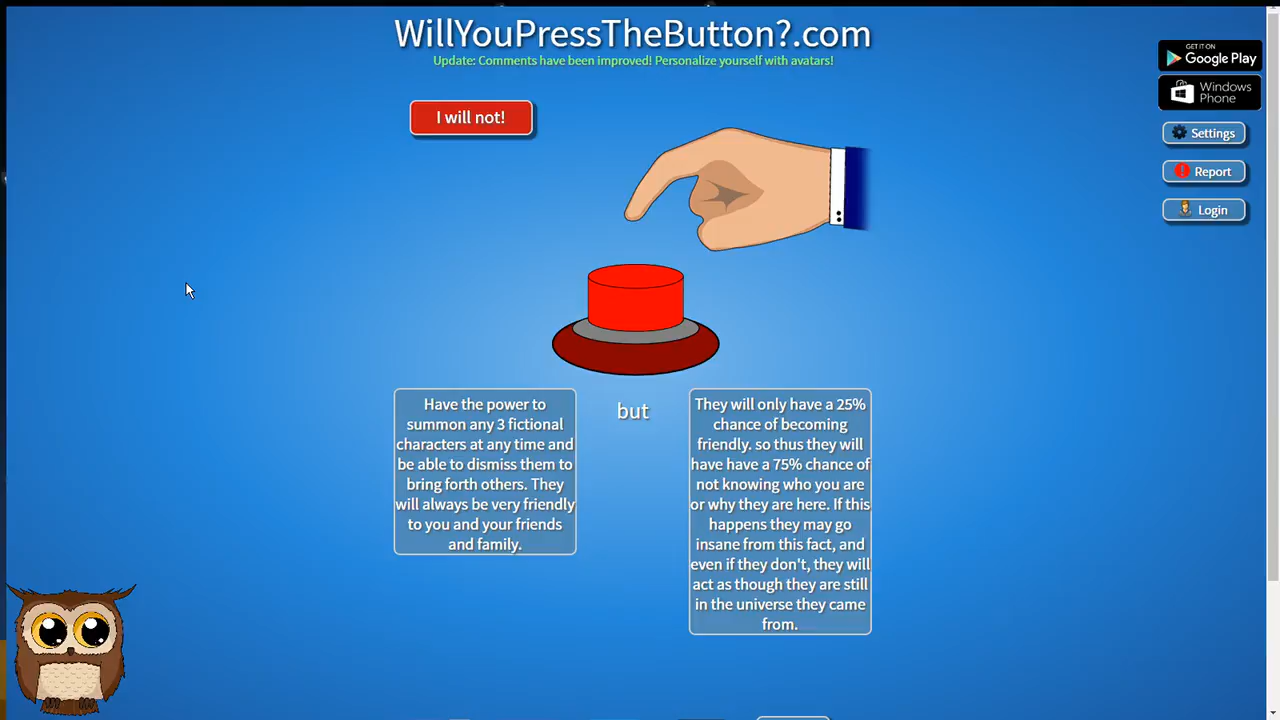 WillYouPressTheButton?.com
Update: Comments have been improved! Personalize yourself with avatars!
I will not!
GET IT ON
Google Play
Windows
Phone
Settings
Report
Login
Have the power to
summon any 3 fictional
characters at any time and
be able to dismiss them to
bring forth others. They
will always be very friendly
to you and your friends
and family.
but
They will only have a 25%
chance of becoming
friendly. so thus they will
have have a 75% chance of
not knowing who you are
or why they are here. If this
happens they may go
insane from this fact, and
even if they don't, they will
act as though they are still
in the universe they came
from.